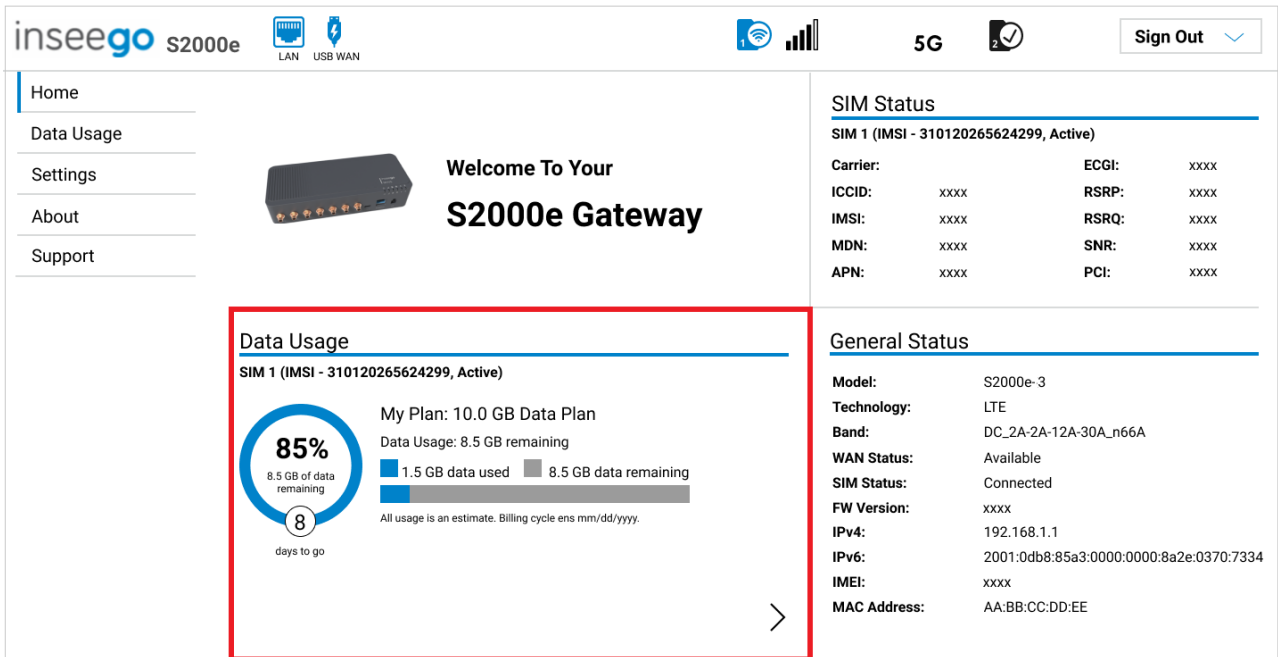 inseego S2000e
LAN
USB WAN
1
5G
2
Sign Out
Home
Data Usage
Settings
About
Support
Welcome To Your
S2000e Gateway
SIM Status
SIM 1 (IMSI - 310120265624299, Active)
Carrier:
ECGI: xxxx
ICCID: xxxx
RSRP: xxxx
IMSI: xxxx
RSRQ: xxxx
MDN: xxxx
SNR: xxxx
APN: xxxx
PCI: xxxx
Data Usage
SIM 1 (IMSI - 310120265624299, Active)
85%
8.5 GB of data
remaining
8
days to go
My Plan: 10.0 GB Data Plan
Data Usage: 8.5 GB remaining
1.5 GB data used
8.5 GB data remaining
All usage is an estimate. Billing cycle ens mm/dd/yyyy.
General Status
Model: S2000e-3
Technology: LTE
Band: DC_2A-2A-12A-30A_n66A
WAN Status: Available
SIM Status: Connected
FW Version: xxxx
IPv4: 192.168.1.1
IPv6: 2001:0db8:85a3:0000:0000:8a2e:0370:7334
IMEI: xxxx
MAC Address: AA:BB:CC:DD:EE